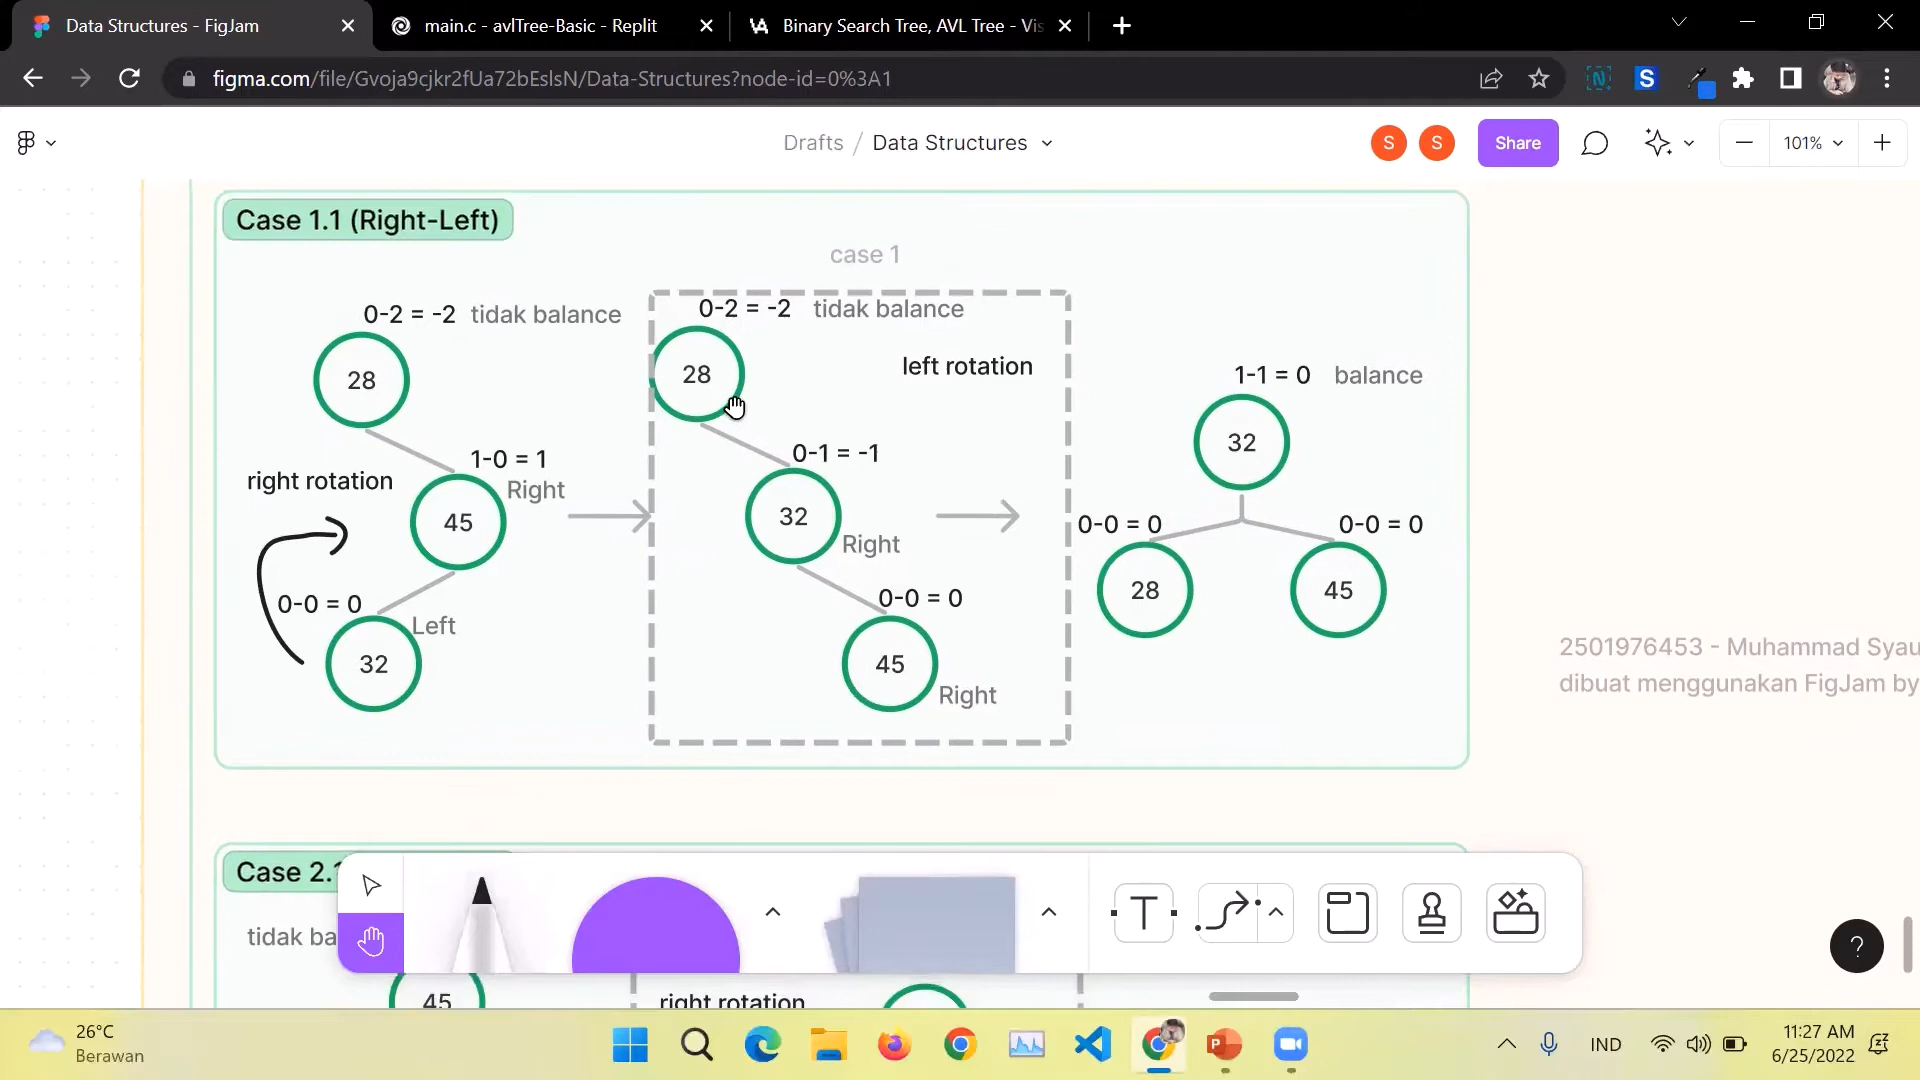 Data Structures - FigJam
main.c - avlTree-Basic - Replit
Binary Search Tree, AVL Tree - Vis
figma.com/file/Gvoja9cjkr2fUa72bEslsN/Data-Structures?node-id=0%3A1
Drafts / Data Structures
S
S
Share
101%
Case 1.1 (Right-Left)
case 1
0-2 = -2 tidak balance
28
1-0 = 1
Right
right rotation
45
0-0 = 0
Left
32
0-2 = -2 tidak balance
28
left rotation
0-1 = -1
32
Right
0-0 = 0
45
Right
1-1 = 0 balance
32
0-0 = 0
28
0-0 = 0
45
2501976453 - Muhammad Syau
dibuat menggunakan FigJam by
Case 2.
tidak ba
45
right rotation
T
?
26°C
Berawan
IND
11:27 AM
6/25/2022